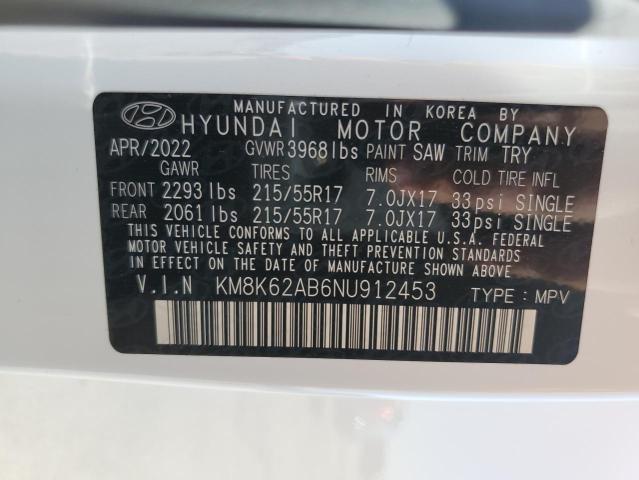 MANUFACTURED IN KOREA BY
HYUNDAI MOTOR COMPANY
APR/2022 GVWR 3968 lbs PAINT SAW TRIM TRY
GAWR TIRES RIMS COLD TIRE INFL
FRONT 2293 lbs 215/55R17 7.0JX17 33psi SINGLE
REAR 2061 lbs 215/55R17 7.0JX17 33psi SINGLE
THIS VEHICLE CONFORMS TO ALL APPLICABLE U.S.A. FEDERAL
MOTOR VEHICLE SAFETY AND THEFT PREVENTION STANDARDS
IN EFFECT ON THE DATE OF MANUFACTURE SHOWN ABOVE
V.I.N KM8K62AB6NU912453 TYPE : MPV